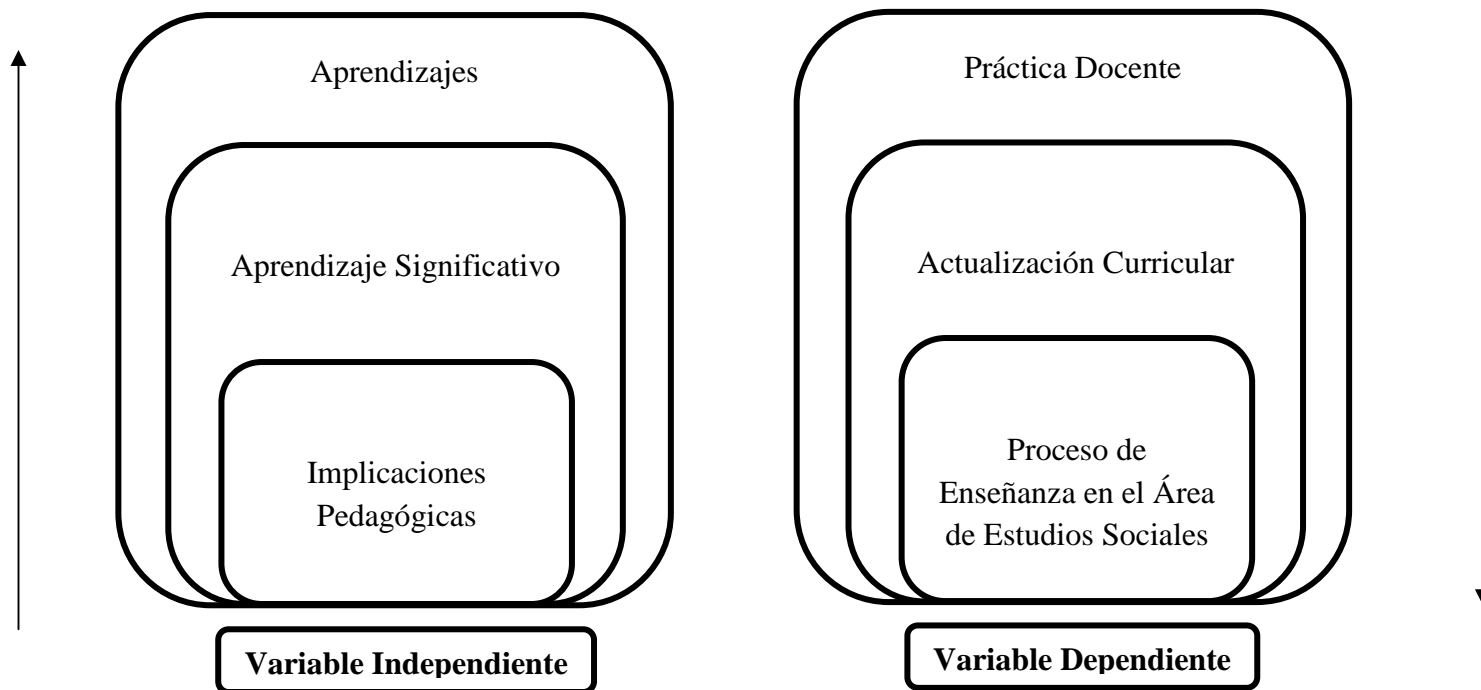 Aprendizajes
Aprendizaje Significativo
Implicaciones
Pedagógicas
Variable Independiente
Práctica Docente
Actualización Curricular
Proceso de
Enseñanza en el Área
de Estudios Sociales
Variable Dependiente